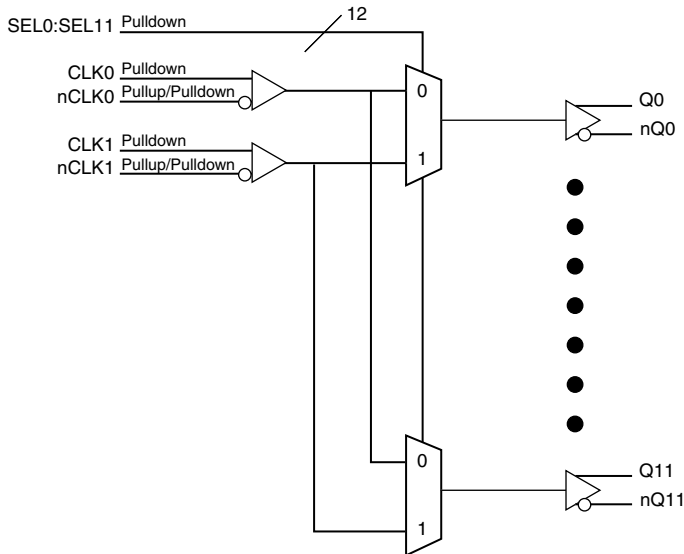 12
SEL0:SEL11 Pulldown
CLK0 Pulldown
nCLK0 Pullup/Pulldown
0
Q0
nQ0
CLK1 Pulldown
nCLK1 Pullup/Pulldown
1
0
Q11
nQ11
1